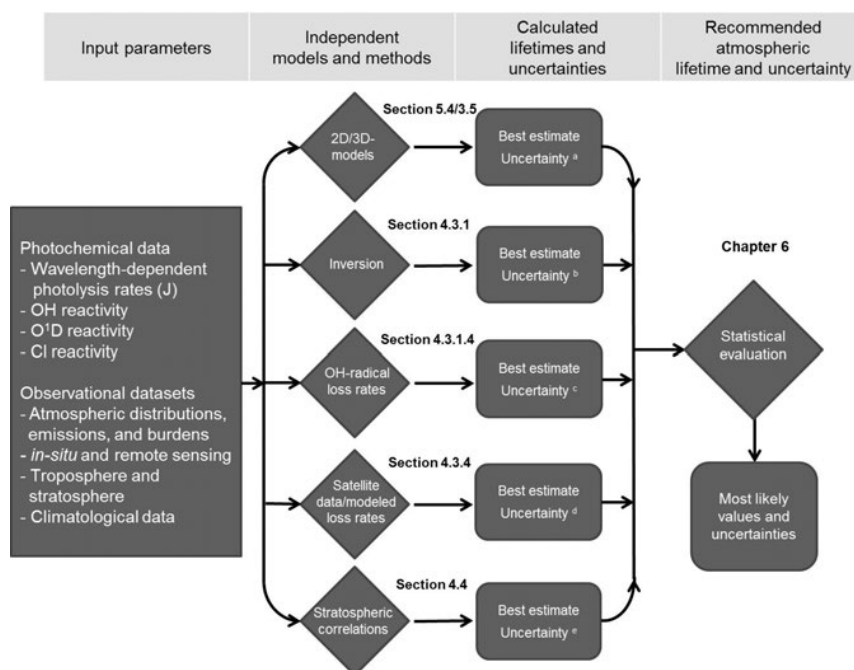 Input parameters
Independent
models and methods
Calculated
lifetimes and
uncertainties
Recommended
atmospheric
lifetime and uncertainty
Photochemical data
- Wavelength-dependent
photolysis rates (J)
- OH reactivity
- O¹D reactivity
- Cl reactivity
Observational datasets
- Atmospheric distributions,
emissions, and burdens
- in-situ and remote sensing
- Troposphere and
stratosphere
- Climatological data
2D/3D-
models
Section 5.4/3.5
Best estimate
Uncertainty ᵃ
Inversion
Section 4.3.1
Best estimate
Uncertainty ᵇ
OH-radical
loss rates
Section 4.3.1.4
Best estimate
Uncertainty ᶜ
Satellite
data/modeled
loss rates
Section 4.3.4
Best estimate
Uncertainty ᵈ
Stratospheric
correlations
Section 4.4
Best estimate
Uncertainty ᵉ
Chapter 6
Statistical
evaluation
Most likely
values and
uncertainties